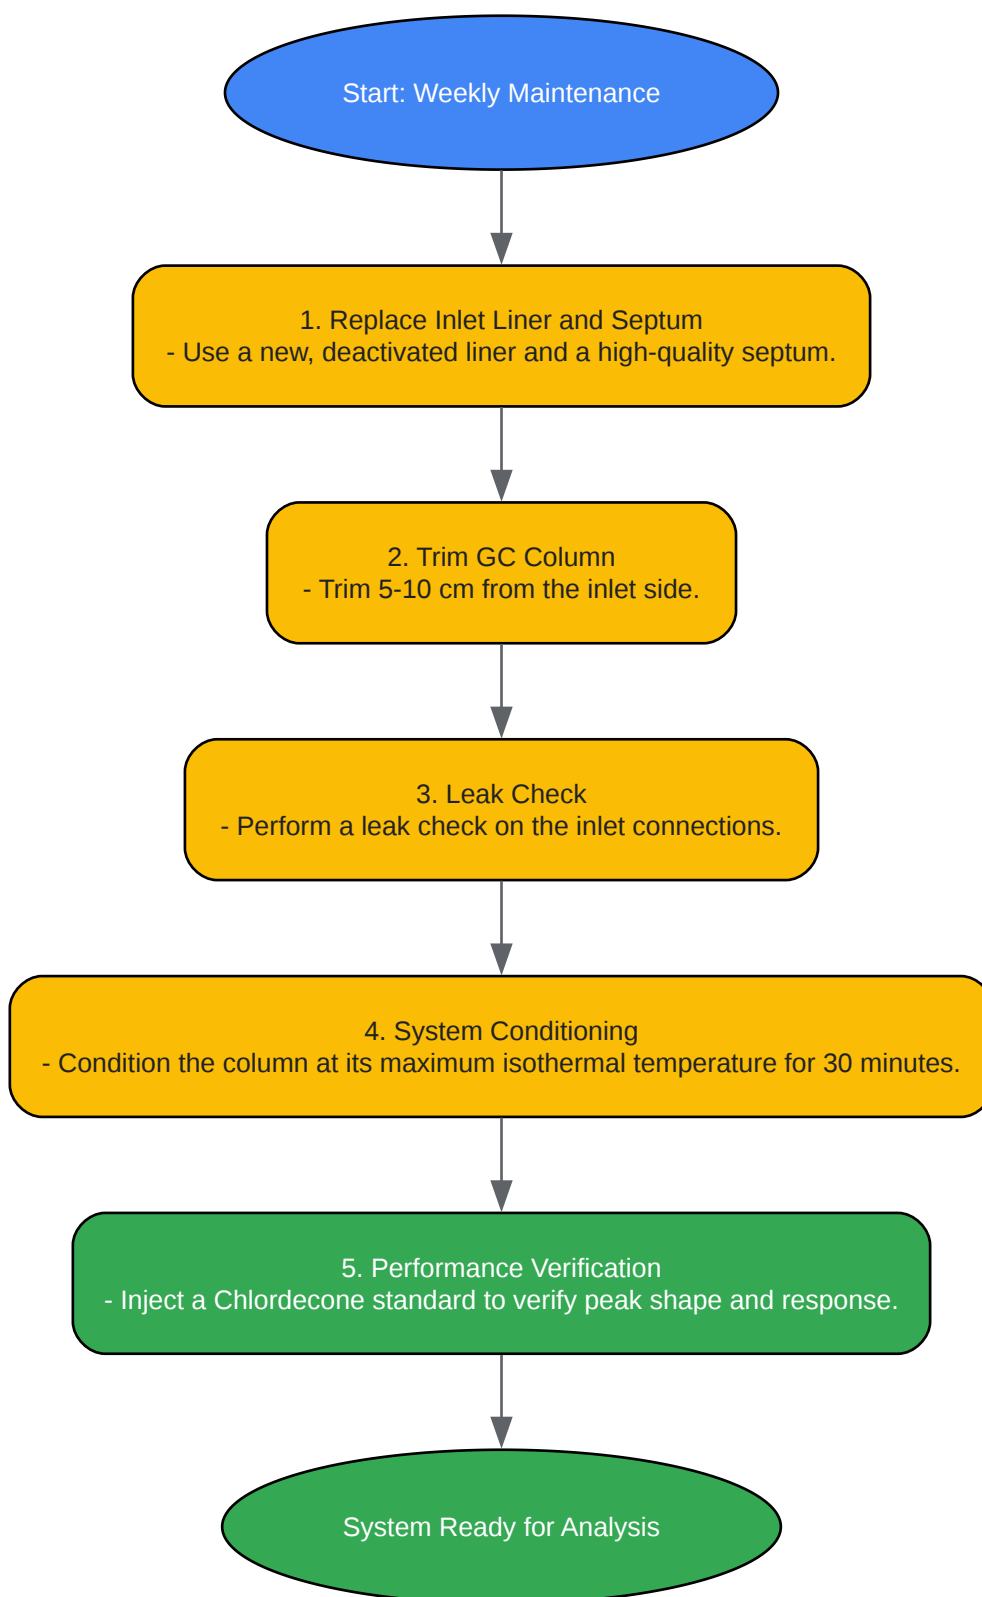 Start: Weekly Maintenance
1. Replace Inlet Liner and Septum
- Use a new, deactivated liner and a high-quality septum.
2. Trim GC Column
- Trim 5-10 cm from the inlet side.
3. Leak Check
- Perform a leak check on the inlet connections.
4. System Conditioning
- Condition the column at its maximum isothermal temperature for 30 minutes.
5. Performance Verification
- Inject a Chlordecone standard to verify peak shape and response.
System Ready for Analysis